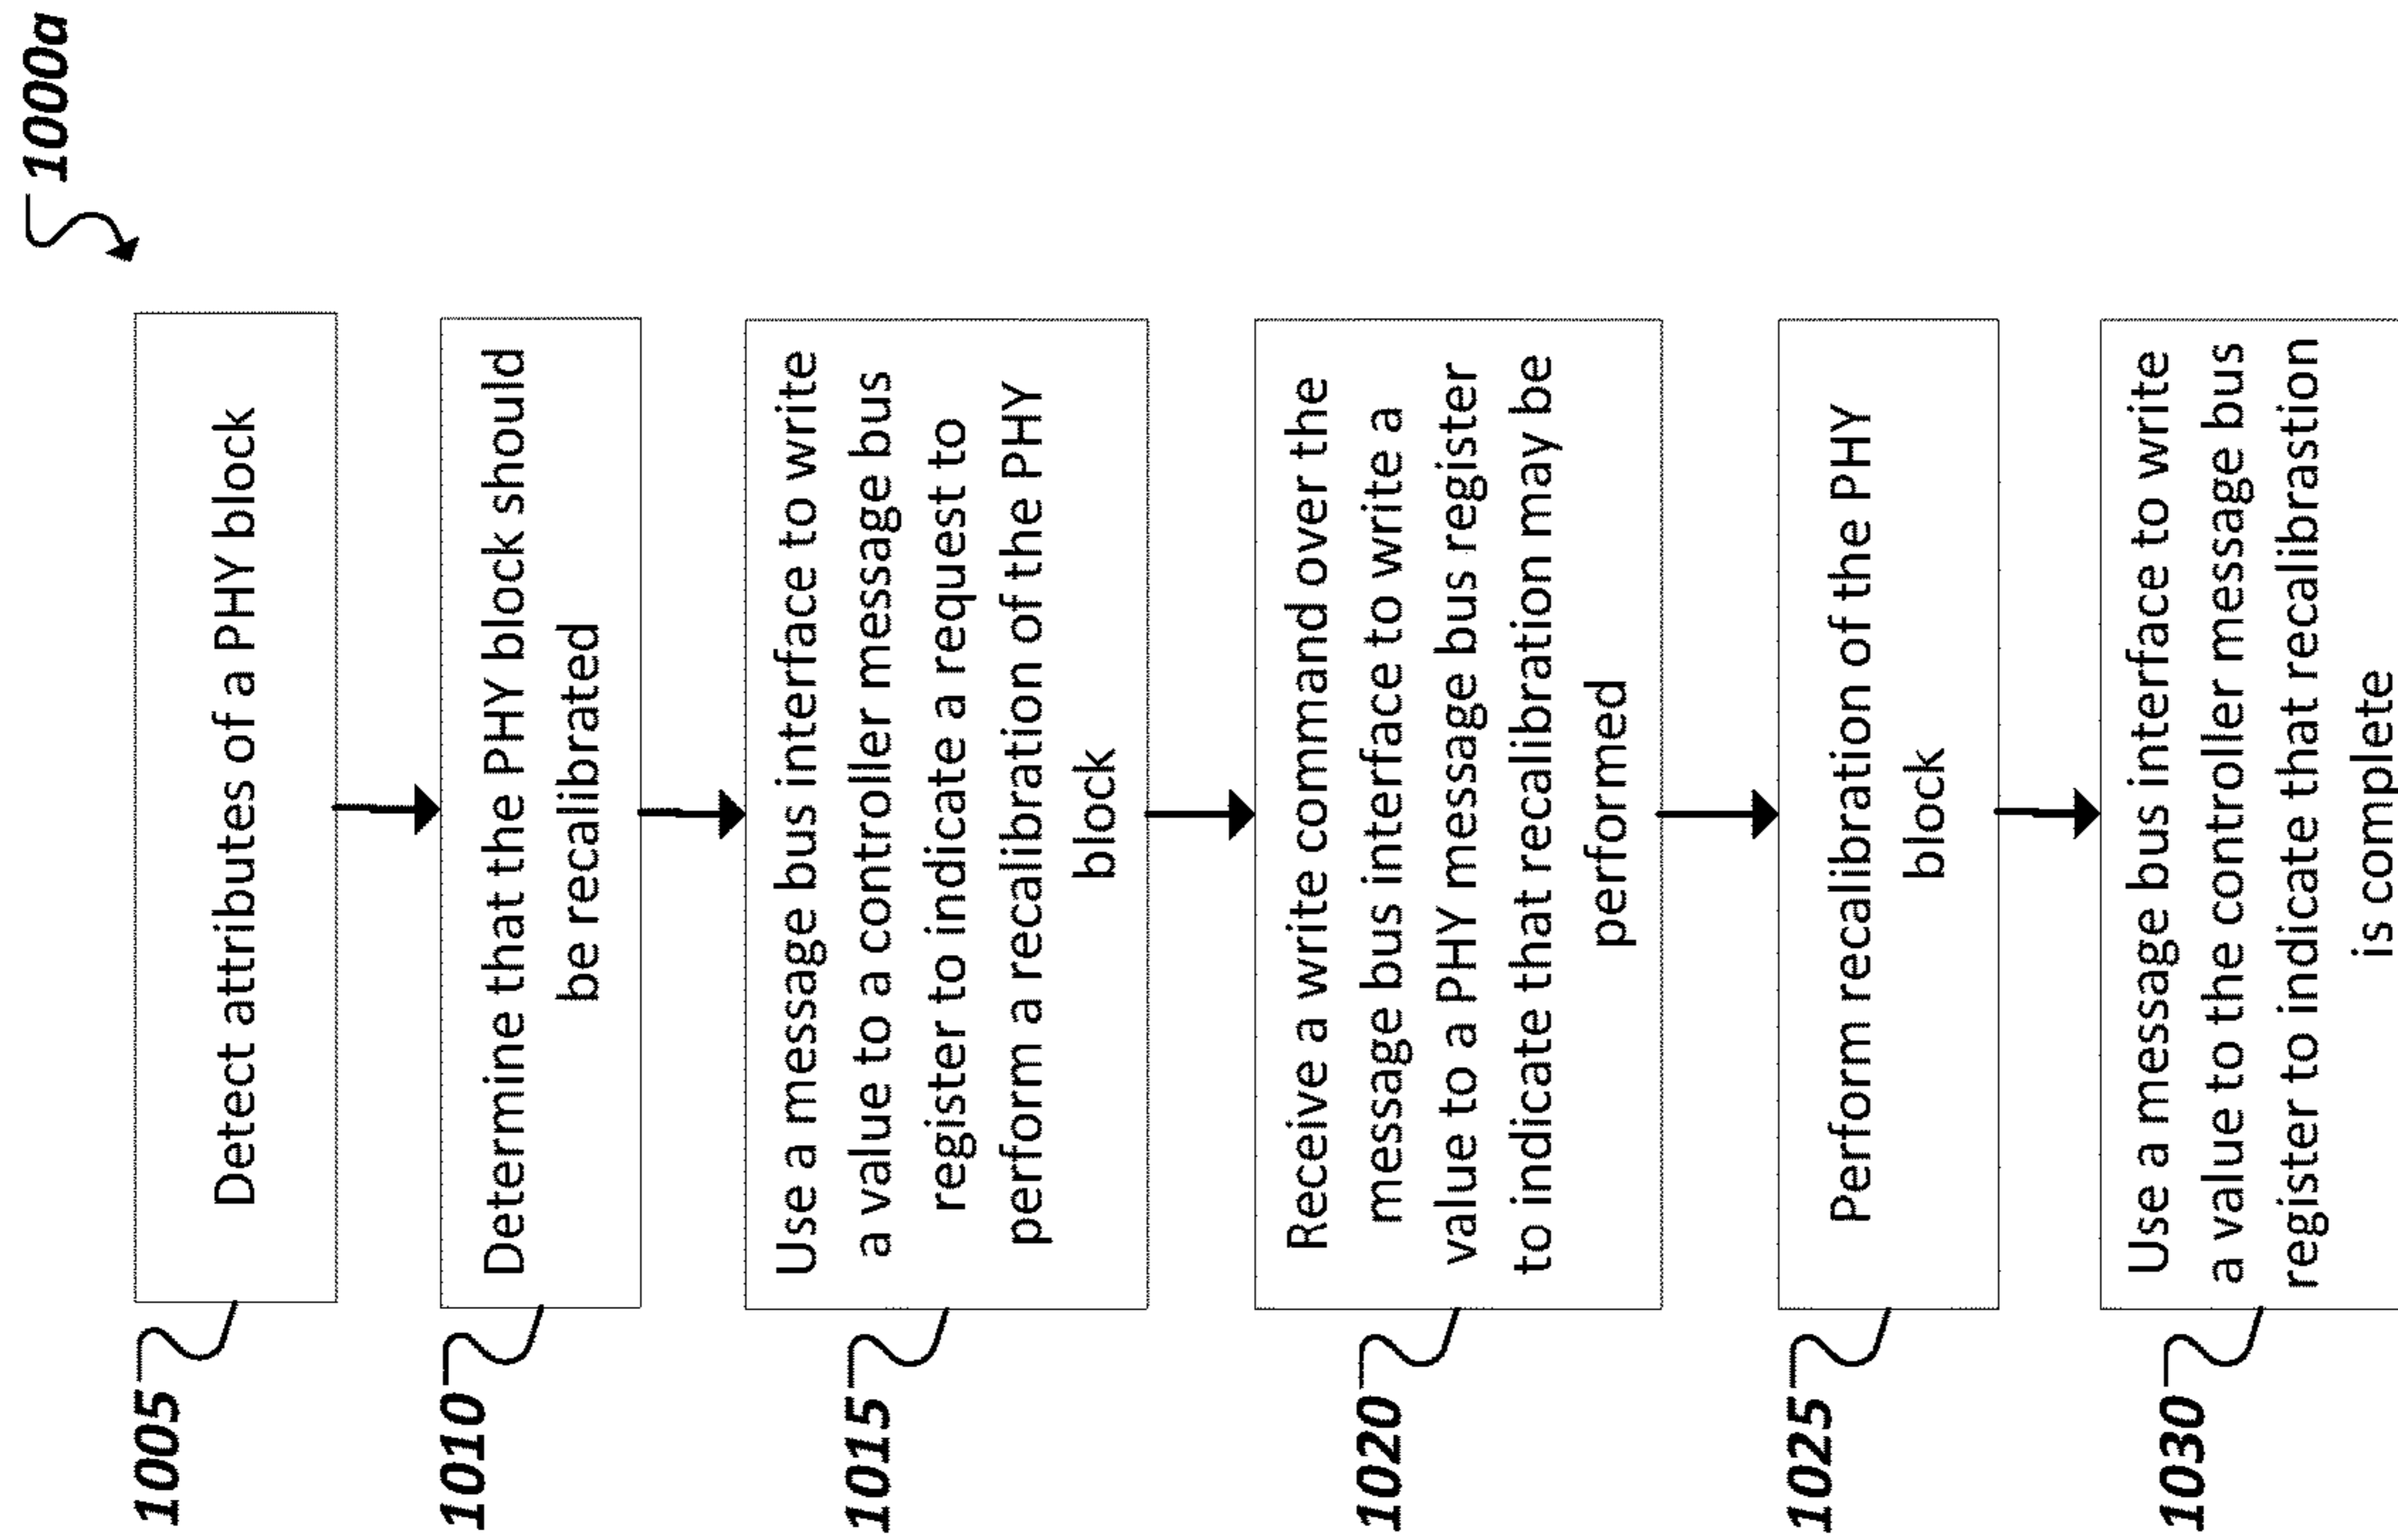 1000a
1005
Detect attributes of a PHY block
1010
Determine that the PHY block should
be recalibrated
1015
Use a message bus interface to write
a value to a controller message bus
register to indicate a request to
perform a recalibration of the PHY
block
1020
Receive a write command over the
message bus interface to write a
value to a PHY message bus register
to indicate that recalibration may be
performed
1025
Perform recalibration of the PHY
block
1030
Use a message bus interface to write
a value to the controller message bus
register to indicate that recalibrastion
is complete